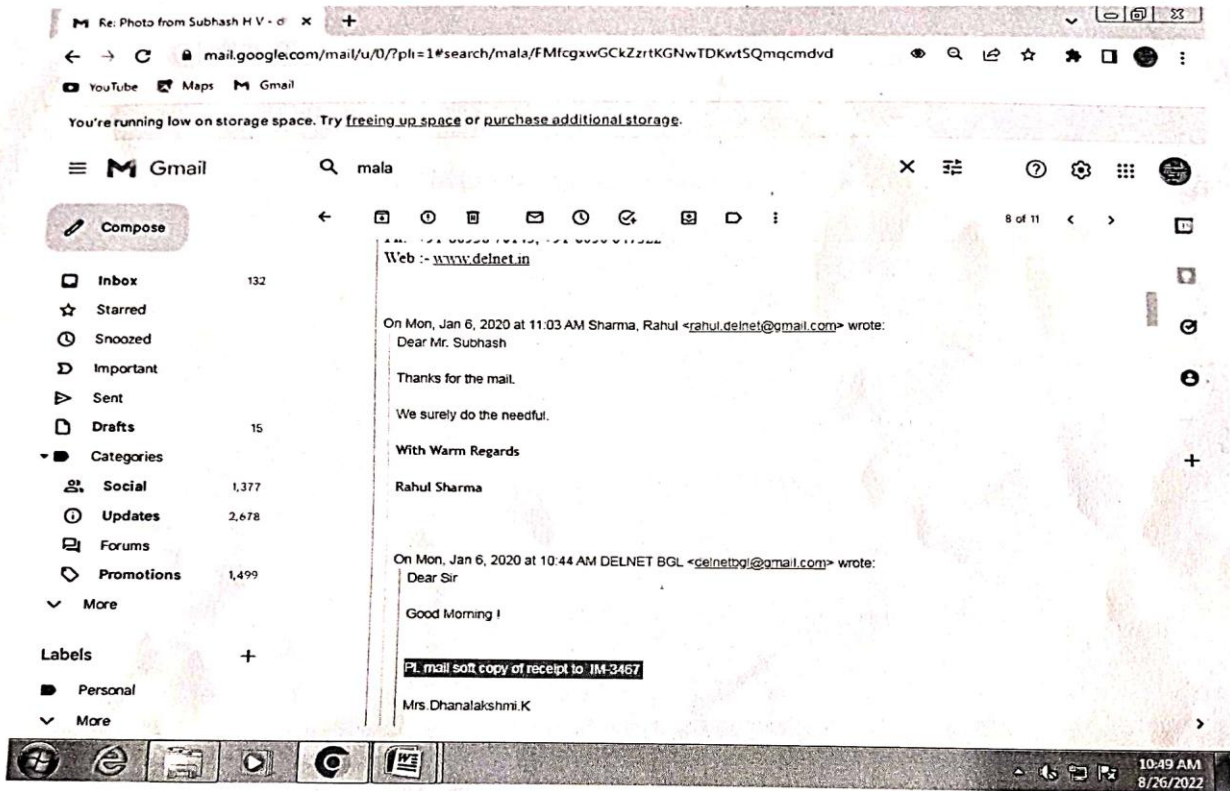 Re: Photo from Subhash H V -
mail.google.com/mail/u/0/?pli=1#search/mala/FMfcgxwGCkZzrtKGNwTDKwtSQmqcmdvd
YouTube Maps Gmail
You're running low on storage space. Try freeing up space or purchase additional storage.
Gmail
mala
Compose
8 of 11
Web :- www.delnet.in
Inbox 132
Starred
Snoozed
Important
Sent
Drafts 15
Categories
Social 1,377
Updates 2,678
Forums
Promotions 1,499
More
Labels
Personal
More
On Mon, Jan 6, 2020 at 11:03 AM Sharma, Rahul <rahul.delnet@gmail.com> wrote:
Dear Mr. Subhash
Thanks for the mail.
We surely do the needful.
With Warm Regards
Rahul Sharma
On Mon, Jan 6, 2020 at 10:44 AM DELNET BGL <delnetbgl@gmail.com> wrote:
Dear Sir
Good Morning !
PL mail soft copy of receipt to IM-3467
Mrs.Dhanalakshmi.K
10:49 AM
8/26/2022